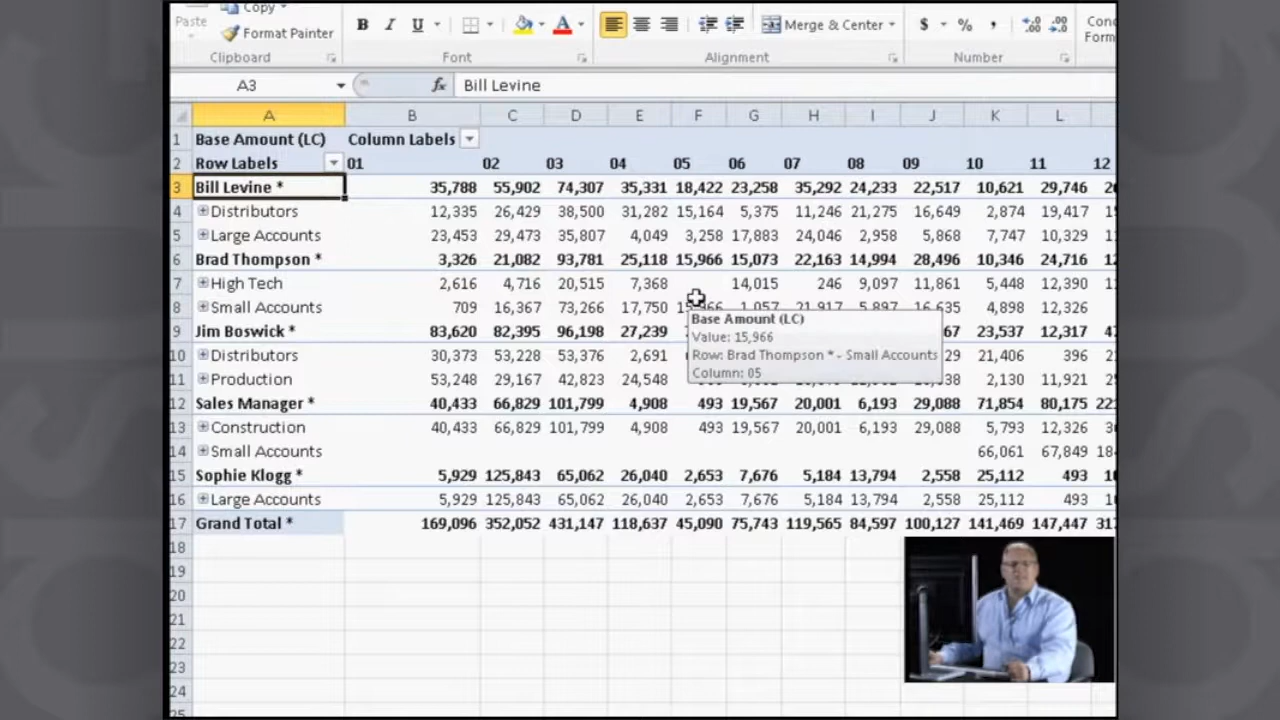 Copy
Paste
Format Painter
B I U
A
Merge & Center
$ % ,
Form
Clipboard
Font
Alignment
Number
A3
fx
Bill Levine
A B C D E F G H I J K L
1 Base Amount (LC) Column Labels
2 Row Labels 01 02 03 04 05 06 07 08 09 10 11 12
3 Bill Levine * 35,788 55,902 74,307 35,331 18,422 23,258 35,292 24,233 22,517 10,621 29,746
4 Distributors 12,335 26,429 38,500 31,282 15,164 5,375 11,246 21,275 16,649 2,874 19,417
5 Large Accounts 23,453 29,473 35,807 4,049 3,258 17,883 24,046 2,958 5,868 7,747 10,329
6 Brad Thompson * 3,326 21,082 93,781 25,118 15,966 15,073 22,163 14,994 28,496 10,346 24,716
7 High Tech 2,616 4,716 20,515 7,368 14,015 246 9,097 11,861 5,448 12,390
8 Small Accounts 709 16,367 73,266 17,750 15,966 1,057 21,917 5,897 16,635 4,898 12,326
9 Jim Boswick * 83,620 82,395 96,198 27,239 67 23,537 12,317
10 Distributors 30,373 53,228 53,376 2,691 29 21,406 396
11 Production 53,248 29,167 42,823 24,548 2,130 11,921
Base Amount (LC)
Value: 15,966
Row: Brad Thompson * - Small Accounts
Column: 05
12 Sales Manager * 40,433 66,829 101,799 4,908 493 19,567 20,001 6,193 29,088 71,854 80,175
13 Construction 40,433 66,829 101,799 4,908 493 19,567 20,001 6,193 29,088 5,793 12,326
14 Small Accounts 66,061 67,849
15 Sophie Klogg * 5,929 125,843 65,062 26,040 2,653 7,676 5,184 13,794 2,558 25,112 493
16 Large Accounts 5,929 125,843 65,062 26,040 2,653 7,676 5,184 13,794 2,558 25,112 493
17 Grand Total * 169,096 352,052 431,147 118,637 45,090 75,743 119,565 84,597 100,127 141,469 147,447
18
19
20
21
22
23
24